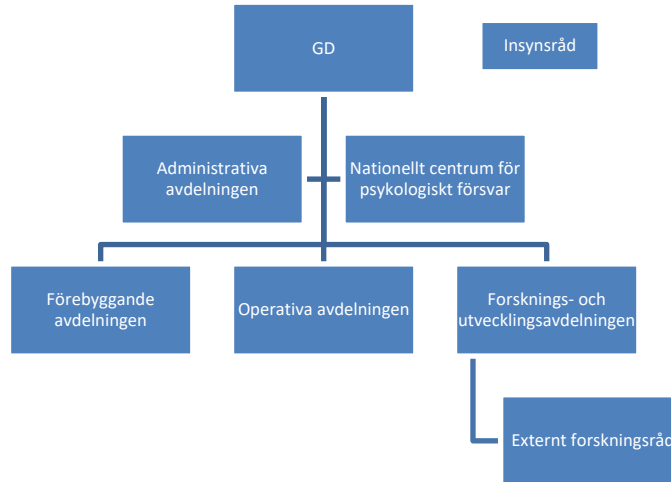 GD
Insynsråd
Administrativa
avdelningen
Nationellt centrum för
psykologiskt försvar
Förebyggande
avdelningen
Operativa avdelningen
Forsknings- och
utvecklingsavdelningen
Externt forskningsråd